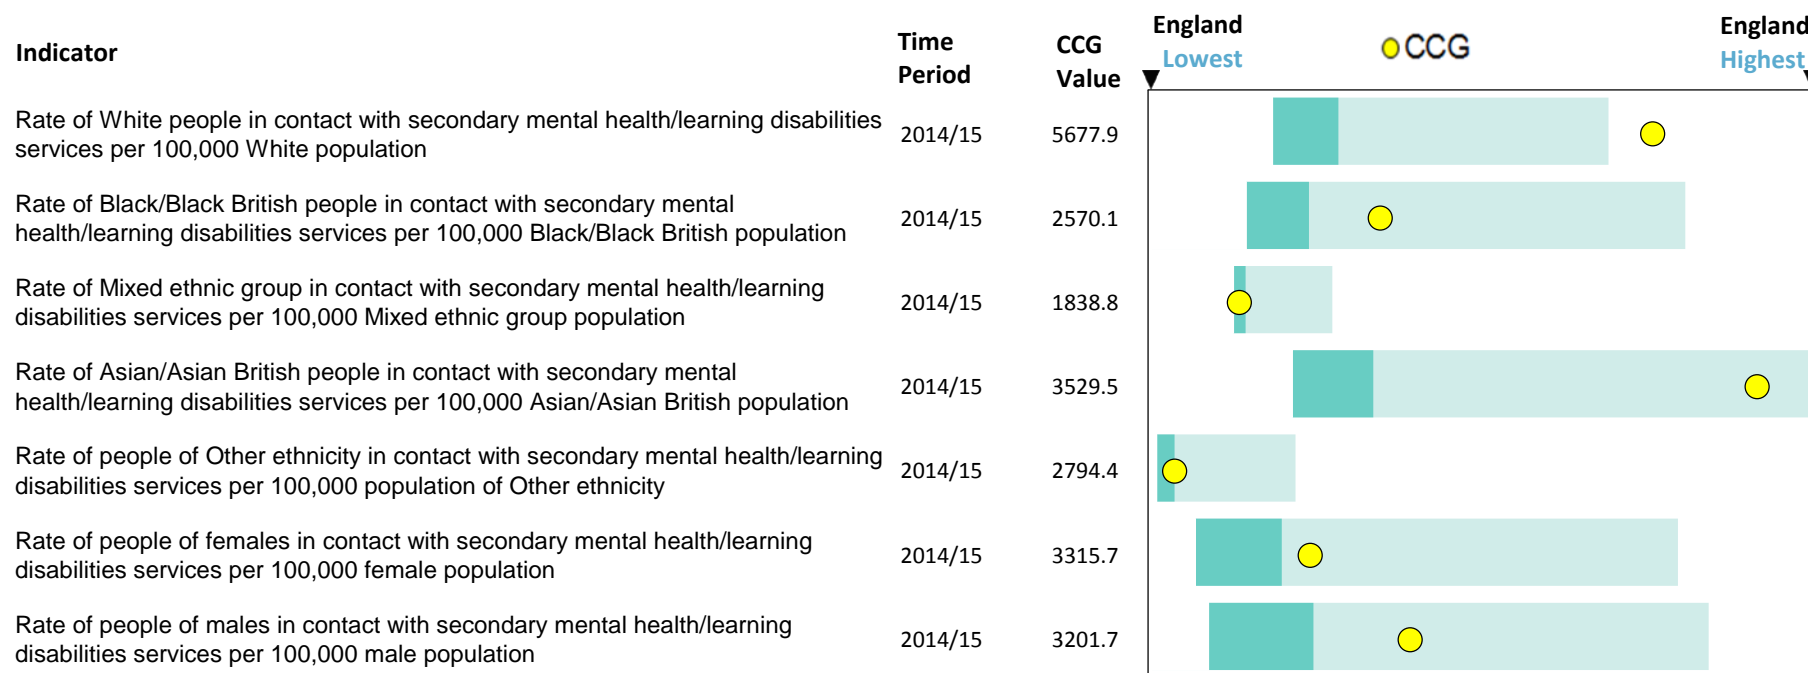 Indicator
Time Period
CCG Value
England Lowest
CCG
England Highest
Rate of White people in contact with secondary mental health/learning disabilities
services per 100,000 White population
2014/15
5677.9
Rate of Black/Black British people in contact with secondary mental
health/learning disabilities services per 100,000 Black/Black British population
2014/15
2570.1
Rate of Mixed ethnic group in contact with secondary mental health/learning
disabilities services per 100,000 Mixed ethnic group population
2014/15
1838.8
Rate of Asian/Asian British people in contact with secondary mental
health/learning disabilities services per 100,000 Asian/Asian British population
2014/15
3529.5
Rate of people of Other ethnicity in contact with secondary mental health/learning
disabilities services per 100,000 population of Other ethnicity
2014/15
2794.4
Rate of people of females in contact with secondary mental health/learning
disabilities services per 100,000 female population
2014/15
3315.7
Rate of people of males in contact with secondary mental health/learning
disabilities services per 100,000 male population
2014/15
3201.7